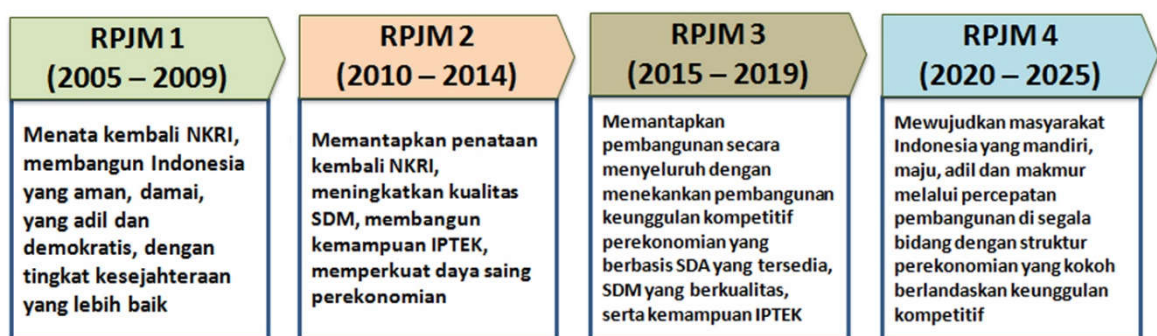 RPJM 1
(2005 – 2009)
Menata kembali NKRI,
membangun Indonesia
yang aman, damai,
yang adil dan
demokratis, dengan
tingkat kesejahteraan
yang lebih baik
RPJM 2
(2010 – 2014)
Memantapkan penataan
kembali NKRI,
meningkatkan kualitas
SDM, membangun
kemampuan IPTEK,
memperkuat daya saing
perekonomian
RPJM 3
(2015 – 2019)
Memantapkan
pembangunan secara
menyeluruh dengan
menekankan pembangunan
keunggulan kompetitif
perekonomian yang
berbasis SDA yang tersedia,
SDM yang berkualitas,
serta kemampuan IPTEK
RPJM 4
(2020 – 2025)
Mewujudkan masyarakat
Indonesia yang mandiri,
maju, adil dan makmur
melalui percepatan
pembangunan di segala
bidang dengan struktur
perekonomian yang kokoh
berlandaskan keunggulan
kompetitif